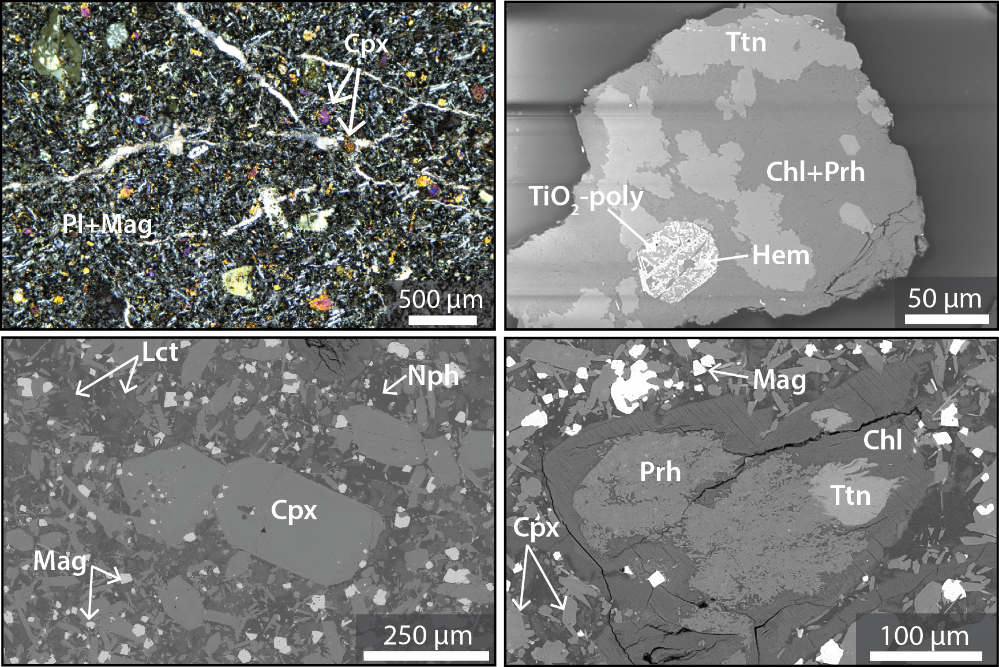 Cpx
Pl+Mag
500 µm
Ttn
Chl+Prh
TiO₂-poly
Hem
50 µm
Lct
Nph
Cpx
Mag
250 µm
Mag
Chl
Prh
Ttn
Cpx
100 µm